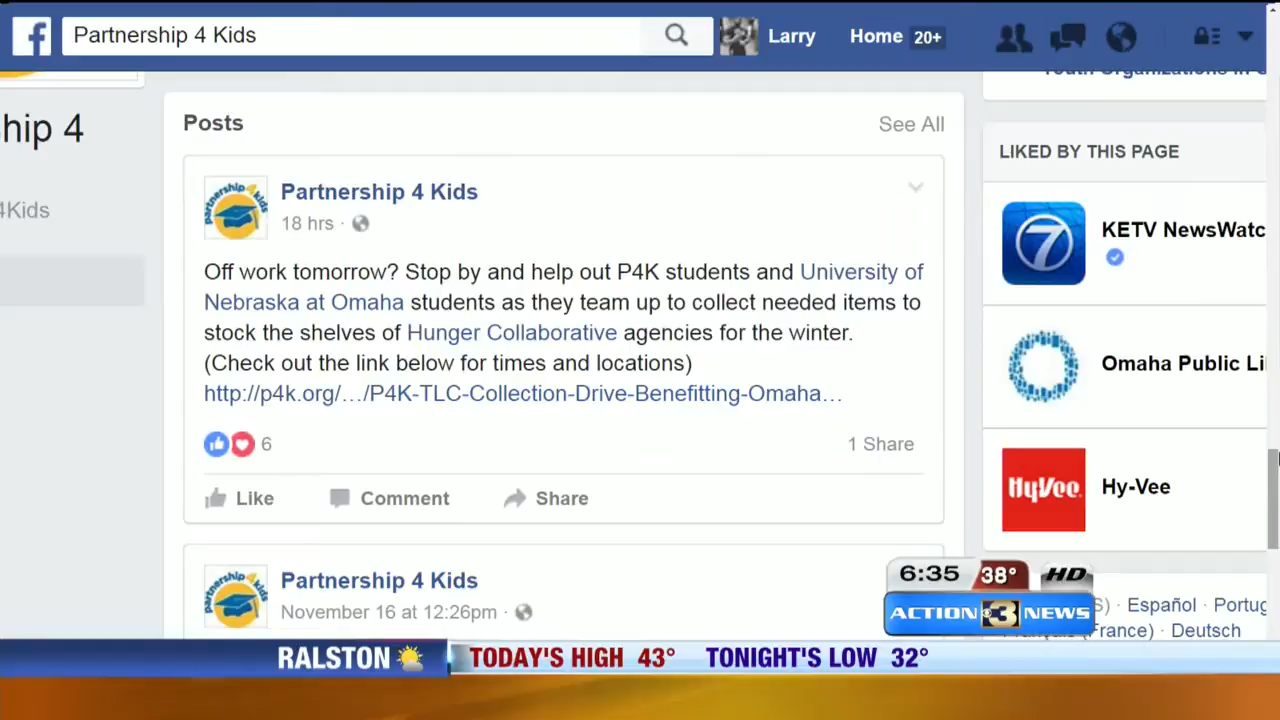 Partnership 4 Kids
Larry
Home 20+
Youth Organizations in
hip 4
4Kids
Posts
See All
Partnership 4 Kids
18 hrs
Off work tomorrow? Stop by and help out P4K students and University of
Nebraska at Omaha students as they team up to collect needed items to
stock the shelves of Hunger Collaborative agencies for the winter.
(Check out the link below for times and locations)
http://p4k.org/…/P4K-TLC-Collection-Drive-Benefitting-Omaha…
6
1 Share
Like
Comment
Share
Partnership 4 Kids
November 16 at 12:26pm
LIKED BY THIS PAGE
7
KETV NewsWatc
Omaha Public Li
HyVee
Hy-Vee
S) · Español · Portug
Français (France) · Deutsch
6:35 38° HD
ACTION 3 NEWS
RALSTON
TODAY'S HIGH 43° TONIGHT'S LOW 32°